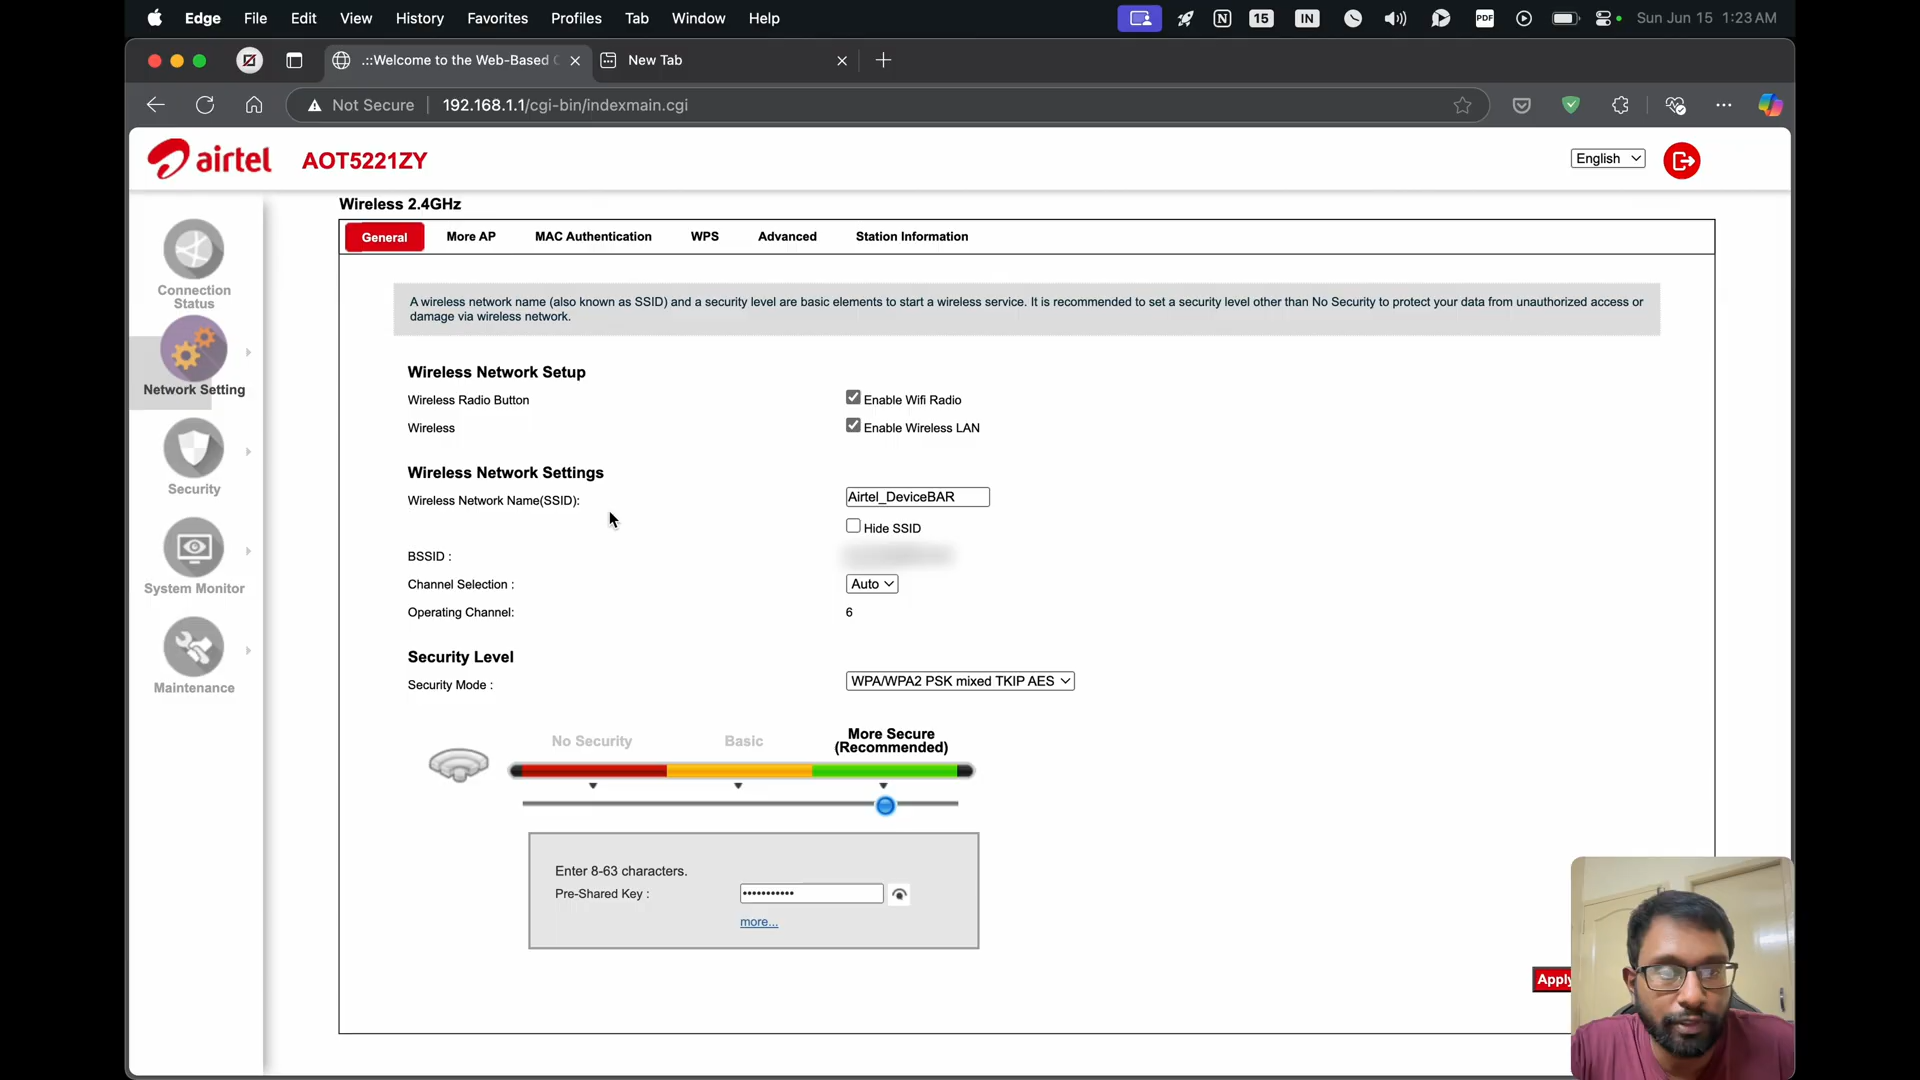 Edge File Edit View History Favorites Profiles Tab Window Help
N 15 IN PDF Sun Jun 15 1:23 AM
.::Welcome to the Web-Based
New Tab
Not Secure 192.168.1.1/cgi-bin/indexmain.cgi
airtel AOT5221ZY
English
Connection
Status
Network Setting
Security
System Monitor
Maintenance
Wireless 2.4GHz
General More AP MAC Authentication WPS Advanced Station Information
A wireless network name (also known as SSID) and a security level are basic elements to start a wireless service. It is recommended to set a security level other than No Security to protect your data from unauthorized access or
damage via wireless network.
Wireless Network Setup
Wireless Radio Button Enable Wifi Radio
Wireless Enable Wireless LAN
Wireless Network Settings
Wireless Network Name(SSID): Airtel_DeviceBAR
Hide SSID
BSSID :
Channel Selection : Auto
Operating Channel: 6
Security Level
Security Mode : WPA/WPA2 PSK mixed TKIP AES
No Security Basic More Secure
(Recommended)
Enter 8-63 characters.
Pre-Shared Key : •••••••••••
more...
Apply